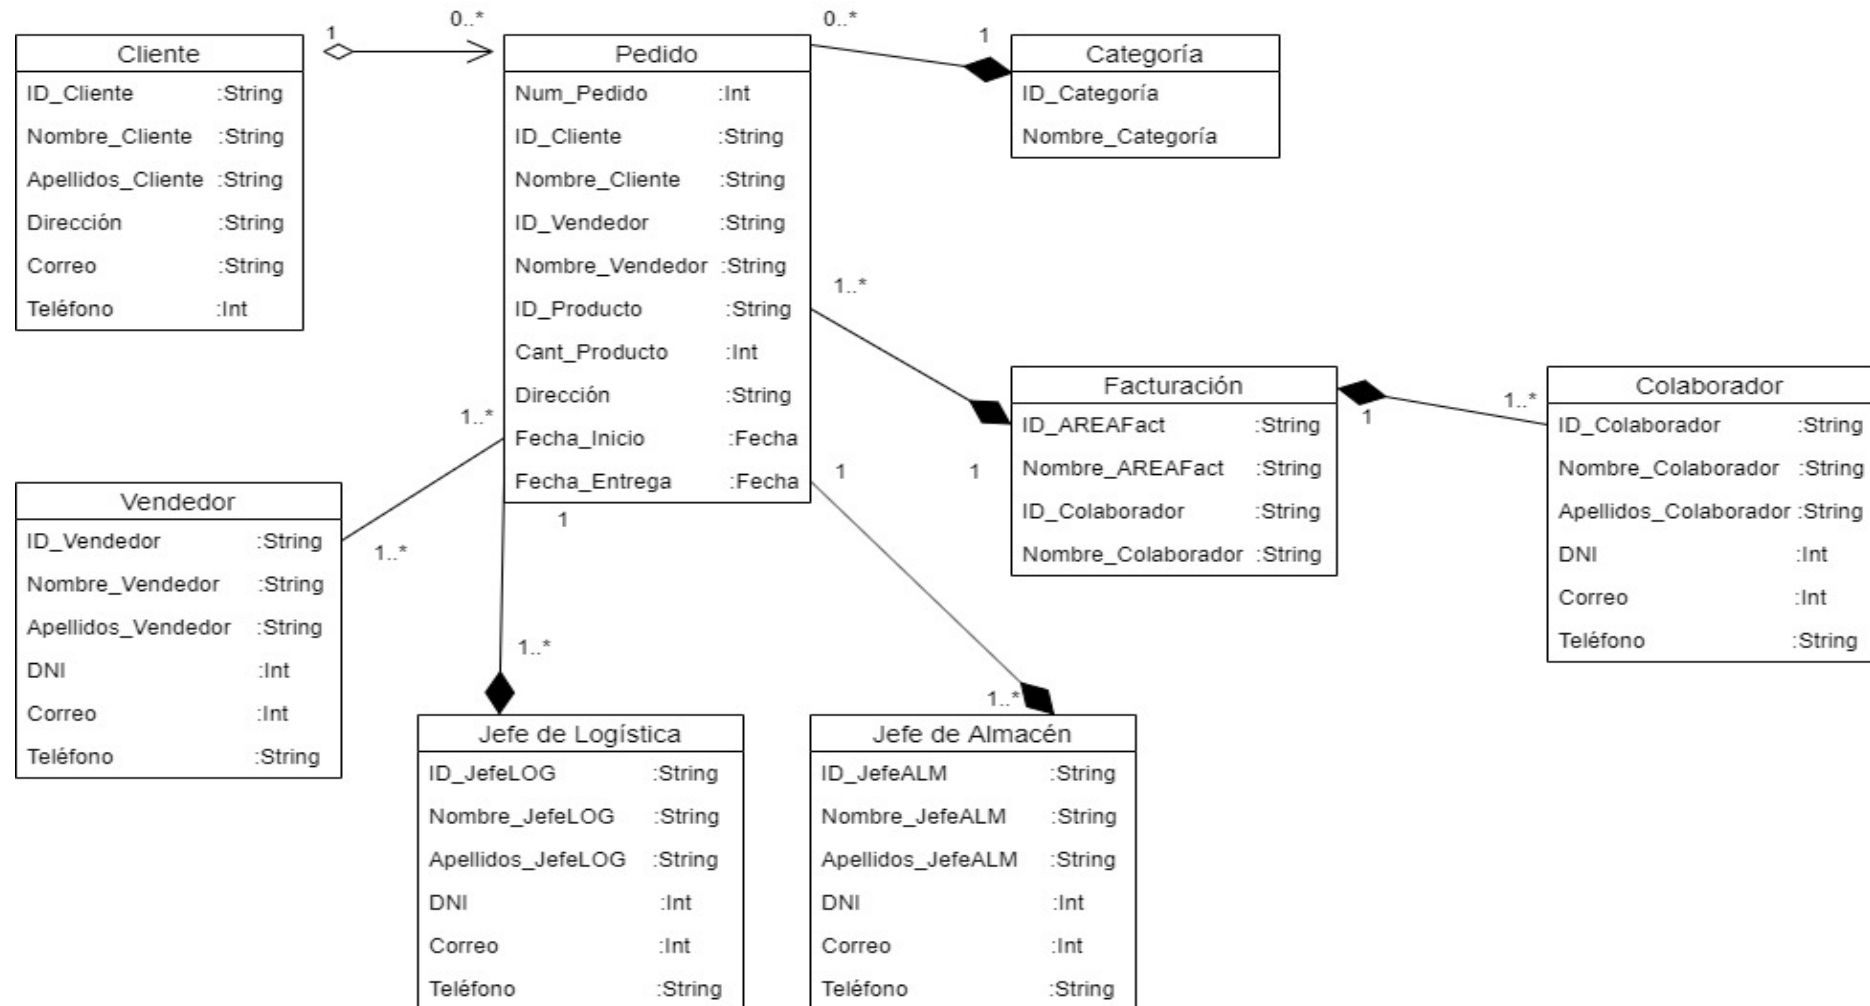 1
0..*
0..*
1
Cliente
ID_Cliente :String
Nombre_Cliente :String
Apellidos_Cliente :String
Dirección :String
Correo :String
Teléfono :Int
Pedido
Num_Pedido :Int
ID_Cliente :String
Nombre_Cliente :String
ID_Vendedor :String
Nombre_Vendedor :String
ID_Producto :String
Cant_Producto :Int
Dirección :String
Fecha_Inicio :Fecha
Fecha_Entrega :Fecha
Categoría
ID_Categoría
Nombre_Categoría
1..*
1
Facturación
ID_AREAFact :String
Nombre_AREAFact :String
ID_Colaborador :String
Nombre_Colaborador :String
1
1..*
Colaborador
ID_Colaborador :String
Nombre_Colaborador :String
Apellidos_Colaborador :String
DNI :Int
Correo :Int
Teléfono :String
1..*
1..*
Vendedor
ID_Vendedor :String
Nombre_Vendedor :String
Apellidos_Vendedor :String
DNI :Int
Correo :Int
Teléfono :String
1
1..*
Jefe de Logística
ID_JefeLOG :String
Nombre_JefeLOG :String
Apellidos_JefeLOG :String
DNI :Int
Correo :Int
Teléfono :String
1
1..*
Jefe de Almacén
ID_JefeALM :String
Nombre_JefeALM :String
Apellidos_JefeALM :String
DNI :Int
Correo :Int
Teléfono :String